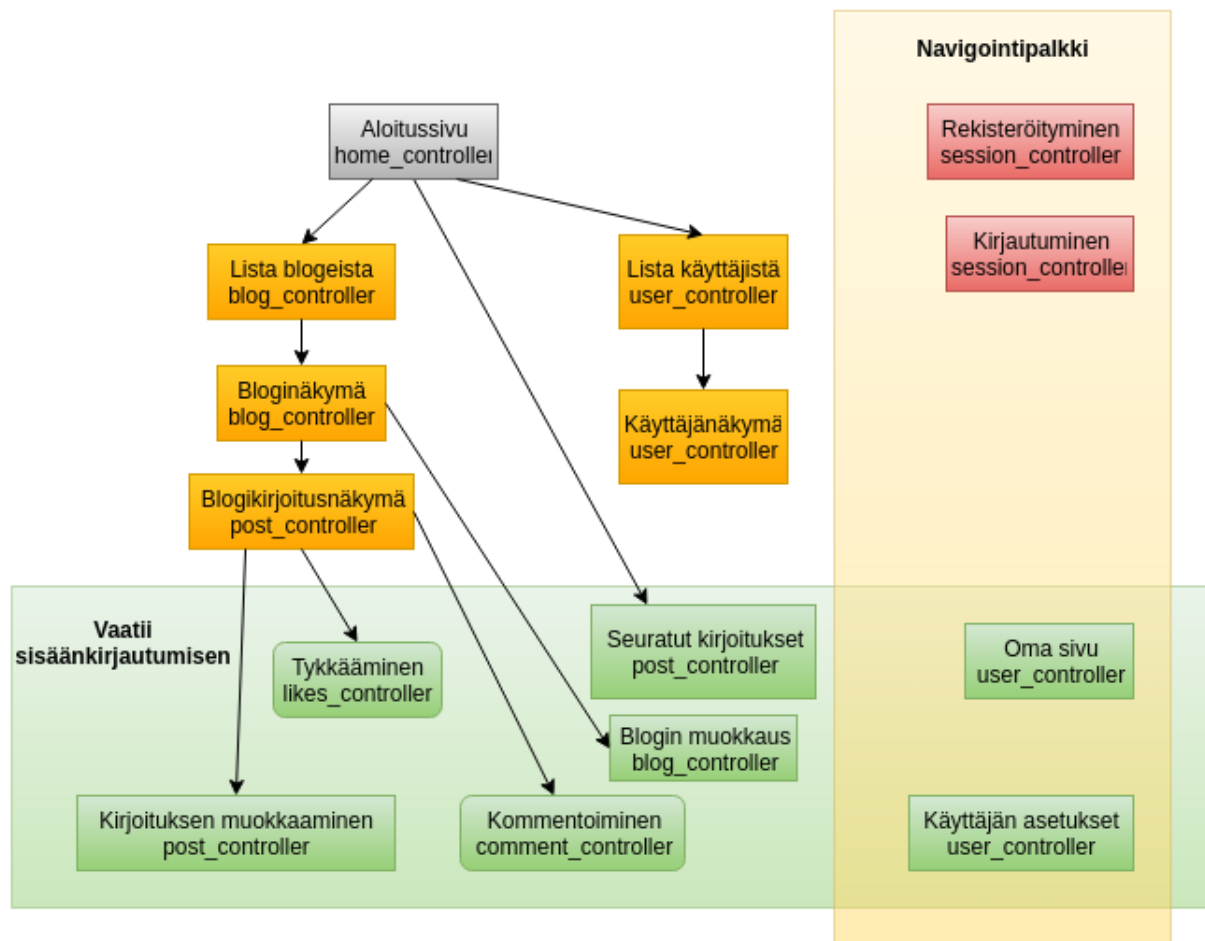 Navigointipalkki
Aloitussivu
home_controller
Rekisteröityminen
session_controller
Kirjautuminen
session_controller
Lista blogeista
blog_controller
Lista käyttäjistä
user_controller
Bloginäkymä
blog_controller
Käyttäjänäkymä
user_controller
Blogikirjoitusnäkymä
post_controller
Vaatii
sisäänkirjautumisen
Tykkääminen
likes_controller
Seuratut kirjoitukset
post_controller
Oma sivu
user_controller
Blogin muokkaus
blog_controller
Kirjoituksen muokkaaminen
post_controller
Kommentoiminen
comment_controller
Käyttäjän asetukset
user_controller